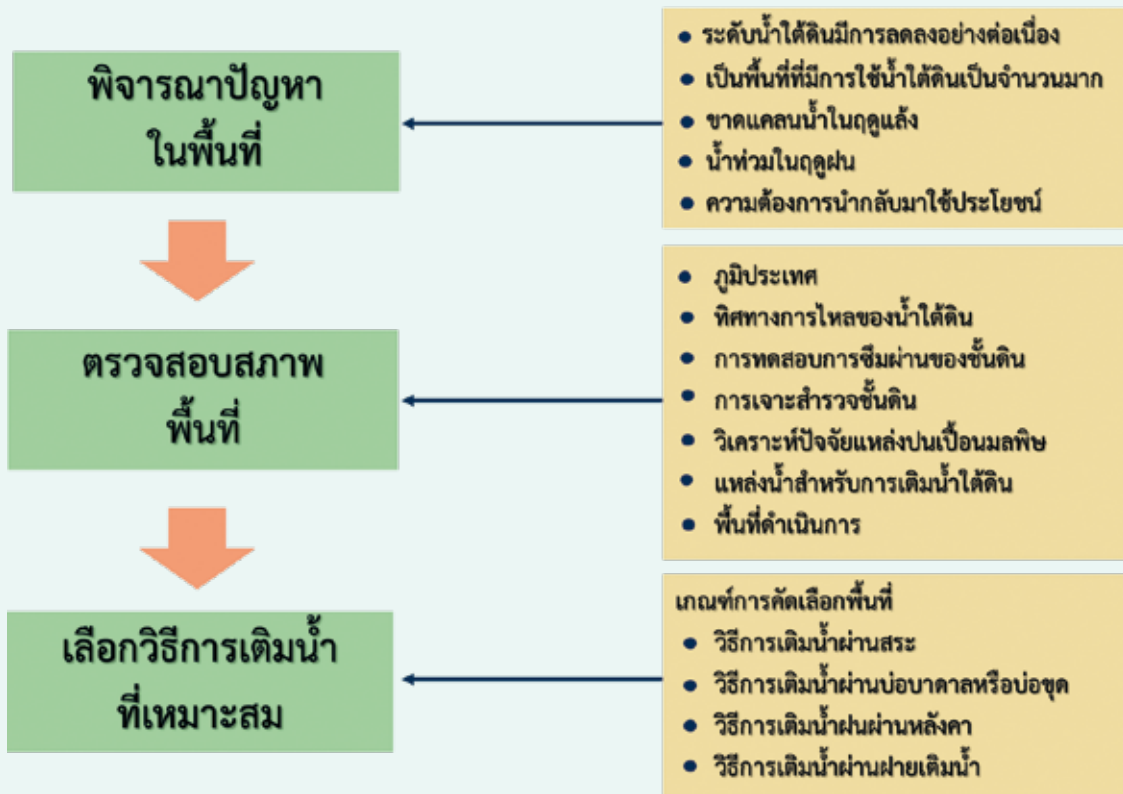 พิจารณาปัญหา
ในพื้นที่
• ระดับน้ำใต้ดินมีการลดลงอย่างต่อเนื่อง
• เป็นพื้นที่ที่มีการใช้น้ำใต้ดินเป็นจำนวนมาก
• ขาดแคลนน้ำในฤดูแล้ง
• น้ำท่วมในฤดูฝน
• ความต้องการนำกลับมาใช้ประโยชน์
ตรวจสอบสภาพ
พื้นที่
• ภูมิประเทศ
• ทิศทางการไหลของน้ำใต้ดิน
• การทดสอบการซึมผ่านของชั้นดิน
• การเจาะสำรวจชั้นดิน
• วิเคราะห์ปัจจัยแหล่งปนเปื้อนมลพิษ
• แหล่งน้ำสำหรับการเติมน้ำใต้ดิน
• พื้นที่ดำเนินการ
เลือกวิธีการเติมน้ำ
ที่เหมาะสม
เกณฑ์การคัดเลือกพื้นที่
• วิธีการเติมน้ำผ่านสระ
• วิธีการเติมน้ำผ่านบ่อบาดาลหรือบ่อขุด
• วิธีการเติมน้ำฝนผ่านหลังคา
• วิธีการเติมน้ำผ่านฝายเติมน้ำ